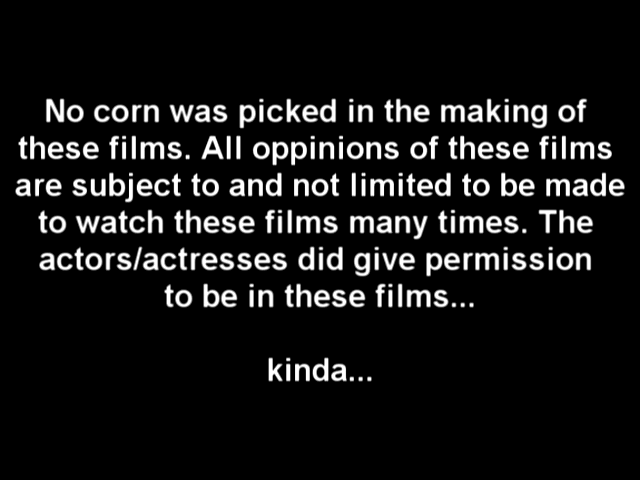 No corn was picked in the making of
these films. All oppinions of these films
are subject to and not limited to be made
to watch these films many times. The
actors/actresses did give permission
to be in these films...
kinda...